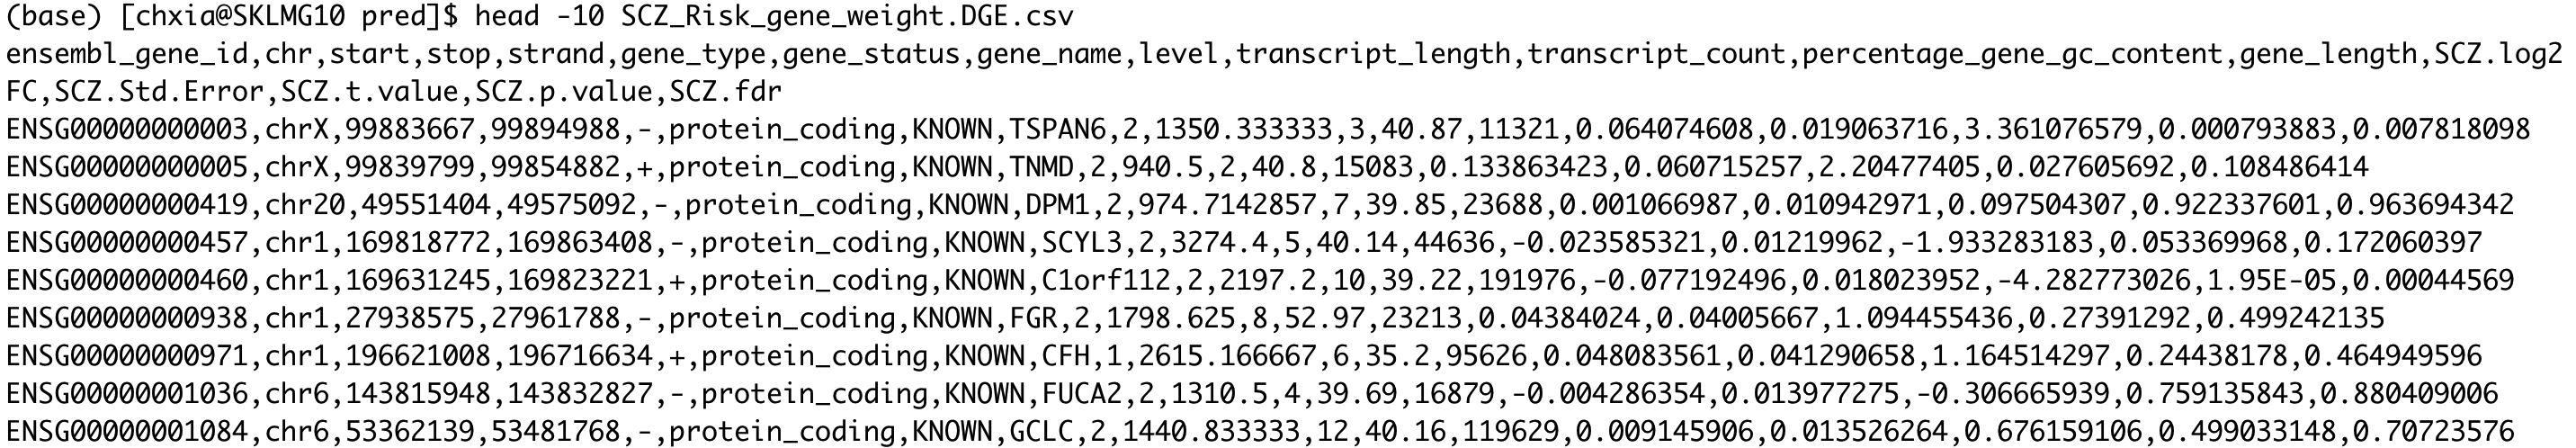 (base) [chxia@SKLMG10 pred]$ head -10 SCZ_Risk_gene_weight.DGE.csv
ensembl_gene_id,chr,start,stop,strand,gene_type,gene_status,gene_name,level,transcript_length,transcript_count,percentage_gene_gc_content,gene_length,SCZ.log2
FC,SCZ.Std.Error,SCZ.t.value,SCZ.p.value,SCZ.fdr
ENSG00000000003,chrX,99883667,99894988,-,protein_coding,KNOWN,TSPAN6,2,1350.333333,3,40.87,11321,0.064074608,0.019063716,3.361076579,0.000793883,0.007818098
ENSG00000000005,chrX,99839799,99854882,+,protein_coding,KNOWN,TNMD,2,940.5,2,40.8,15083,0.133863423,0.060715257,2.20477405,0.027605692,0.108486414
ENSG00000000419,chr20,49551404,49575092,-,protein_coding,KNOWN,DPM1,2,974.7142857,7,39.85,23688,0.001066987,0.010942971,0.097504307,0.922337601,0.963694342
ENSG00000000457,chr1,169818772,169863408,-,protein_coding,KNOWN,SCYL3,2,3274.4,5,40.14,44636,-0.023585321,0.01219962,-1.933283183,0.053369968,0.172060397
ENSG00000000460,chr1,169631245,169823221,+,protein_coding,KNOWN,C1orf112,2,2197.2,10,39.22,191976,-0.077192496,0.018023952,-4.282773026,1.95E-05,0.00044569
ENSG00000000938,chr1,27938575,27961788,-,protein_coding,KNOWN,FGR,2,1798.625,8,52.97,23213,0.04384024,0.04005667,1.094455436,0.27391292,0.499242135
ENSG00000000971,chr1,196621008,196716634,+,protein_coding,KNOWN,CFH,1,2615.166667,6,35.2,95626,0.048083561,0.041290658,1.164514297,0.24438178,0.464949596
ENSG00000001036,chr6,143815948,143832827,-,protein_coding,KNOWN,FUCA2,2,1310.5,4,39.69,16879,-0.004286354,0.013977275,-0.306665939,0.759135843,0.880409006
ENSG00000001084,chr6,53362139,53481768,-,protein_coding,KNOWN,GCLC,2,1440.833333,12,40.16,119629,0.009145906,0.013526264,0.676159106,0.499033148,0.70723576